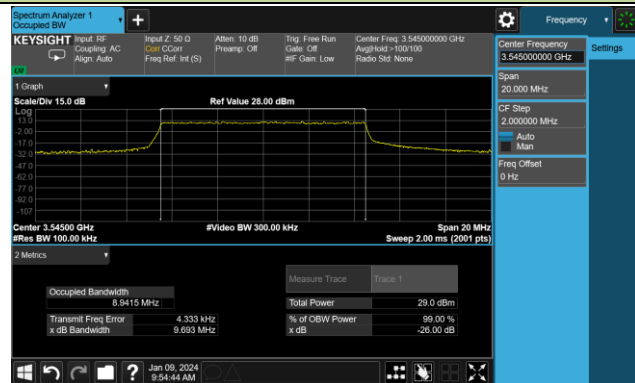 Spectrum Analyzer 1
Occupied BW
+
Frequency
KEYSIGHT
Input: RF
Coupling: AC
Align: Auto
Input Z: 50 Ω
Corr CCorr
Freq Ref: Int (S)
Atten: 10 dB
Preamp: Off
Trig: Free Run
Gate: Off
#IF Gain: Low
Center Freq: 3.545000000 GHz
Avg|Hold:>100/100
Radio Std: None
Center Frequency
3.545000000 GHz
Settings
Span
20.000 MHz
CF Step
2.000000 MHz
Auto
Man
Freq Offset
0 Hz
1 Graph
Scale/Div 15.0 dB
Ref Value 28.00 dBm
Log
13.0
-2.00
-17.0
-32.0
-47.0
-62.0
-77.0
-92.0
-107
Center 3.54500 GHz
#Video BW 300.00 kHz
Span 20 MHz
#Res BW 100.00 kHz
Sweep 2.00 ms (2001 pts)
2 Metrics
Measure Trace
Trace 1
Occupied Bandwidth
8.9415 MHz
Total Power
29.0 dBm
Transmit Freq Error
4.333 kHz
% of OBW Power
99.00 %
x dB Bandwidth
9.693 MHz
x dB
-26.00 dB
?
Jan 09, 2024
9:54:44 AM